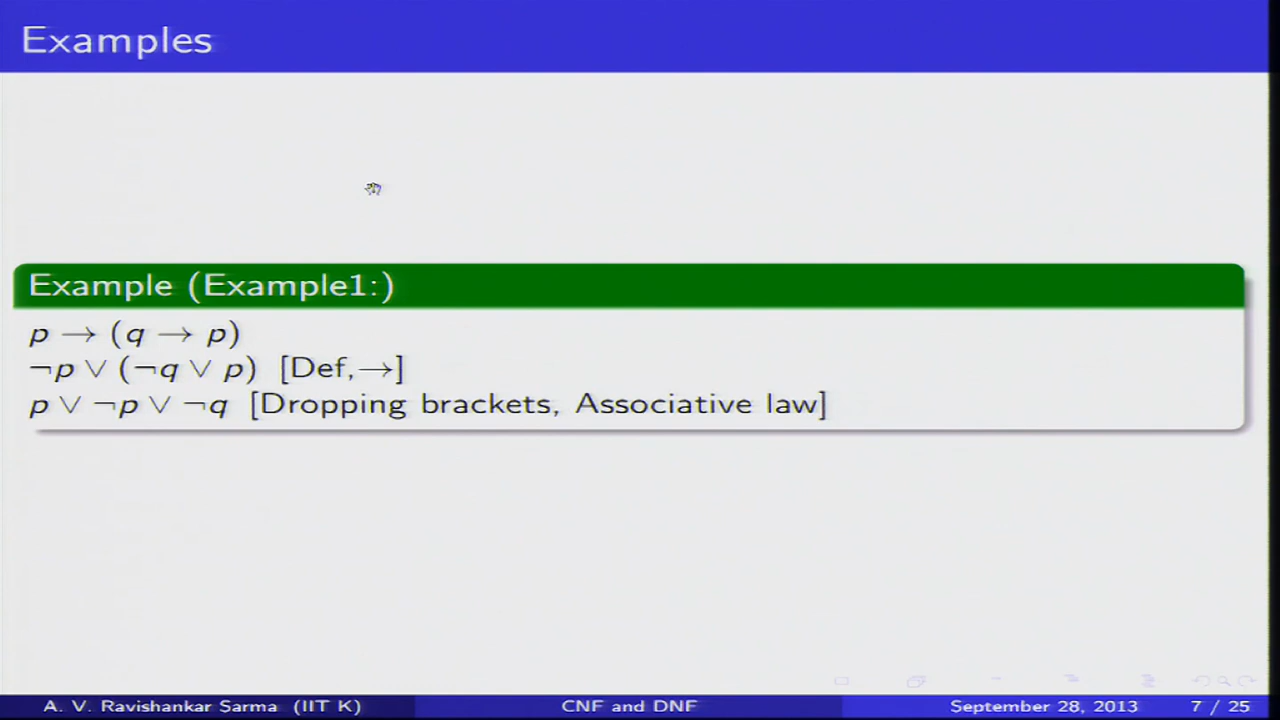 Examples
Example (Example1:)
p → (q → p)
¬p ∨ (¬q ∨ p) [Def,→]
p ∨ ¬p ∨ ¬q [Dropping brackets, Associative law]
A. V. Ravishankar Sarma (IIT K) CNF and DNF September 28, 2013 7 / 25